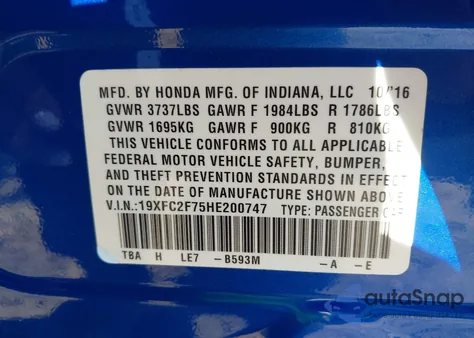 MFD. BY HONDA MFG. OF INDIANA, LLC 10/16
GVWR 3737LBS GAWR F 1984LBS R 1786LBS
GVWR 1695KG GAWR F 900KG R 810KG
THIS VEHICLE CONFORMS TO ALL APPLICABLE
FEDERAL MOTOR VEHICLE SAFETY, BUMPER,
AND THEFT PREVENTION STANDARDS IN EFFECT
ON THE DATE OF MANUFACTURE SHOWN ABOVE
V.I.N.:19XFC2F75HE200747 TYPE: PASSENGER CAR
TBA H LE7 -B593M -A -E
autoSnap